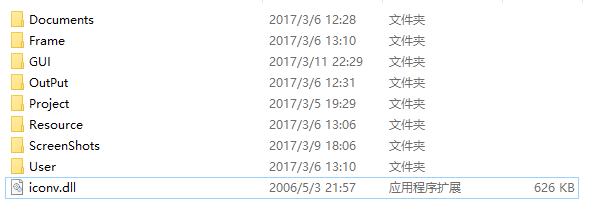 Documents 2017/3/6 12:28 文件夹
Frame 2017/3/6 13:10 文件夹
GUI 2017/3/11 22:29 文件夹
OutPut 2017/3/6 12:31 文件夹
Project 2017/3/5 19:29 文件夹
Resource 2017/3/6 13:06 文件夹
ScreenShots 2017/3/9 18:06 文件夹
User 2017/3/6 13:10 文件夹
iconv.dll 2006/5/3 21:57 应用程序扩展 626 KB